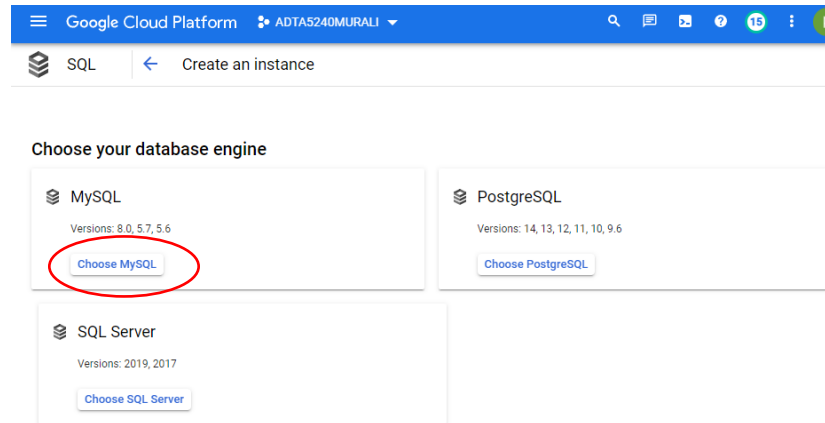 Google Cloud Platform ADTA5240MURALI 15
SQL Create an instance
Choose your database engine
MySQL
Versions: 8.0, 5.7, 5.6
Choose MySQL
PostgreSQL
Versions: 14, 13, 12, 11, 10, 9.6
Choose PostgreSQL
SQL Server
Versions: 2019, 2017
Choose SQL Server